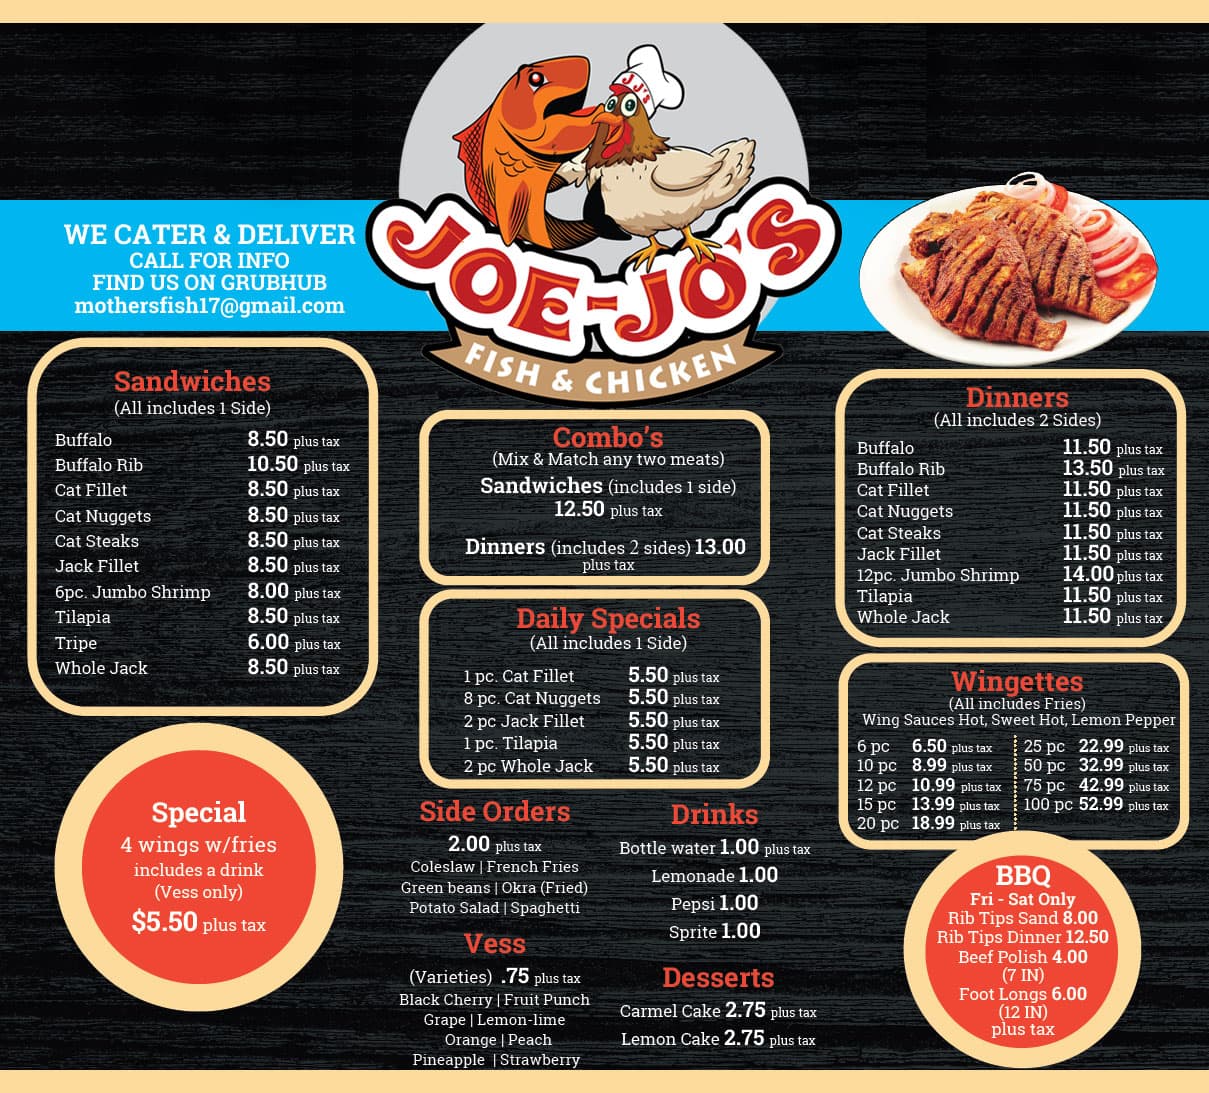 JJ'S
JOE-JO'S
FISH & CHICKEN
WE CATER & DELIVER
CALL FOR INFO
FIND US ON GRUBHUB
mothersfish17@gmail.com
Sandwiches
(All includes 1 Side)
Buffalo 8.50 plus tax
Buffalo Rib 10.50 plus tax
Cat Fillet 8.50 plus tax
Cat Nuggets 8.50 plus tax
Cat Steaks 8.50 plus tax
Jack Fillet 8.50 plus tax
6pc. Jumbo Shrimp 8.00 plus tax
Tilapia 8.50 plus tax
Tripe 6.00 plus tax
Whole Jack 8.50 plus tax
Special
4 wings w/fries
includes a drink
(Vess only)
$5.50 plus tax
Combo's
(Mix & Match any two meats)
Sandwiches (includes 1 side)
12.50 plus tax
Dinners (includes 2 sides) 13.00
plus tax
Daily Specials
(All includes 1 Side)
1 pc. Cat Fillet 5.50 plus tax
8 pc. Cat Nuggets 5.50 plus tax
2 pc Jack Fillet 5.50 plus tax
1 pc. Tilapia 5.50 plus tax
2 pc Whole Jack 5.50 plus tax
Side Orders
2.00 plus tax
Coleslaw | French Fries
Green beans | Okra (Fried)
Potato Salad | Spaghetti
Vess
(Varieties) .75 plus tax
Black Cherry | Fruit Punch
Grape | Lemon-lime
Orange | Peach
Pineapple | Strawberry
Drinks
Bottle water 1.00 plus tax
Lemonade 1.00
Pepsi 1.00
Sprite 1.00
Desserts
Carmel Cake 2.75 plus tax
Lemon Cake 2.75 plus tax
Dinners
(All includes 2 Sides)
Buffalo 11.50 plus tax
Buffalo Rib 13.50 plus tax
Cat Fillet 11.50 plus tax
Cat Nuggets 11.50 plus tax
Cat Steaks 11.50 plus tax
Jack Fillet 11.50 plus tax
12pc. Jumbo Shrimp 14.00 plus tax
Tilapia 11.50 plus tax
Whole Jack 11.50 plus tax
Wingettes
(All includes Fries)
Wing Sauces Hot, Sweet Hot, Lemon Pepper
6 pc 6.50 plus tax
10 pc 8.99 plus tax
12 pc 10.99 plus tax
15 pc 13.99 plus tax
20 pc 18.99 plus tax
25 pc 22.99 plus tax
50 pc 32.99 plus tax
75 pc 42.99 plus tax
100 pc 52.99 plus tax
BBQ
Fri - Sat Only
Rib Tips Sand 8.00
Rib Tips Dinner 12.50
Beef Polish 4.00
(7 IN)
Foot Longs 6.00
(12 IN)
plus tax